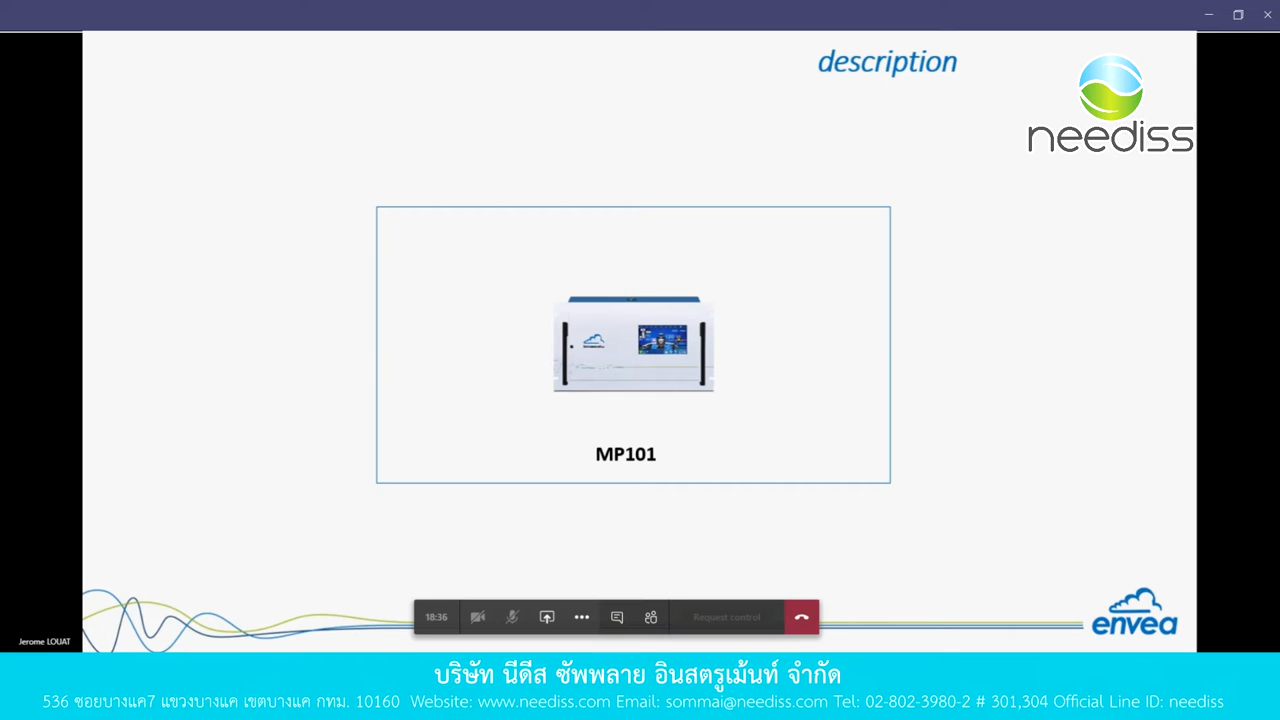 description
neediss
MP101
18:36
Request control
envea
Jerome LOUAT
บริษัท นีดีส ซัพพลาย อินสตรูเม้นท์ จำกัด
536 ซอยบางแค7 แขวงบางแค เขตบางแค กทม. 10160 Website: www.neediss.com Email: sommai@neediss.com Tel: 02-802-3980-2 # 301,304 Official Line ID: neediss